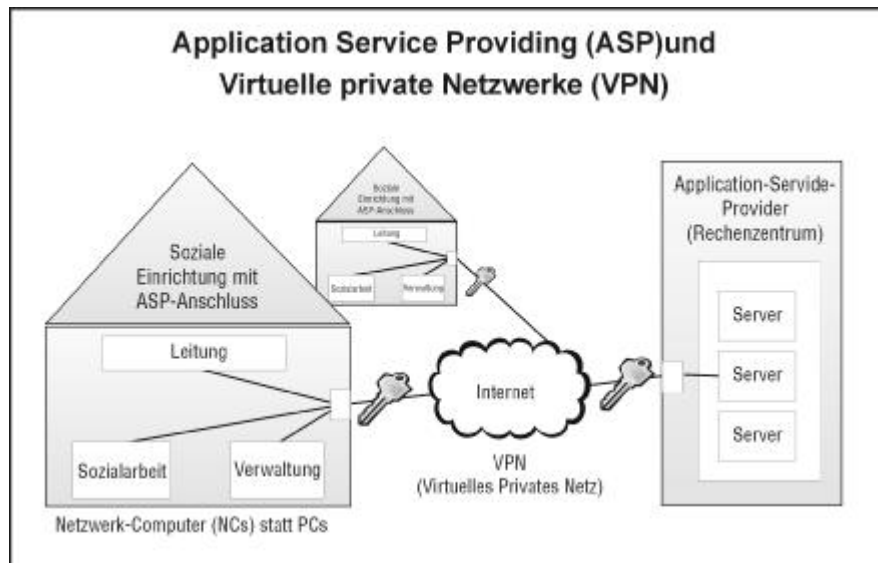 Application Service Providing (ASP)und
Virtuelle private Netzwerke (VPN)
Soziale
Einrichtung mit
ASP-Anschluss
Leitung
Sozialarbeit
Verwaltung
Netzwerk-Computer (NCs) statt PCs
Soziale
Einrichtung mit
ASP-Anschluss
Leitung
Sozialarbeit
Verwaltung
Internet
VPN
(Virtuelles Privates Netz)
Application-Servide-
Provider
(Rechenzentrum)
Server
Server
Server